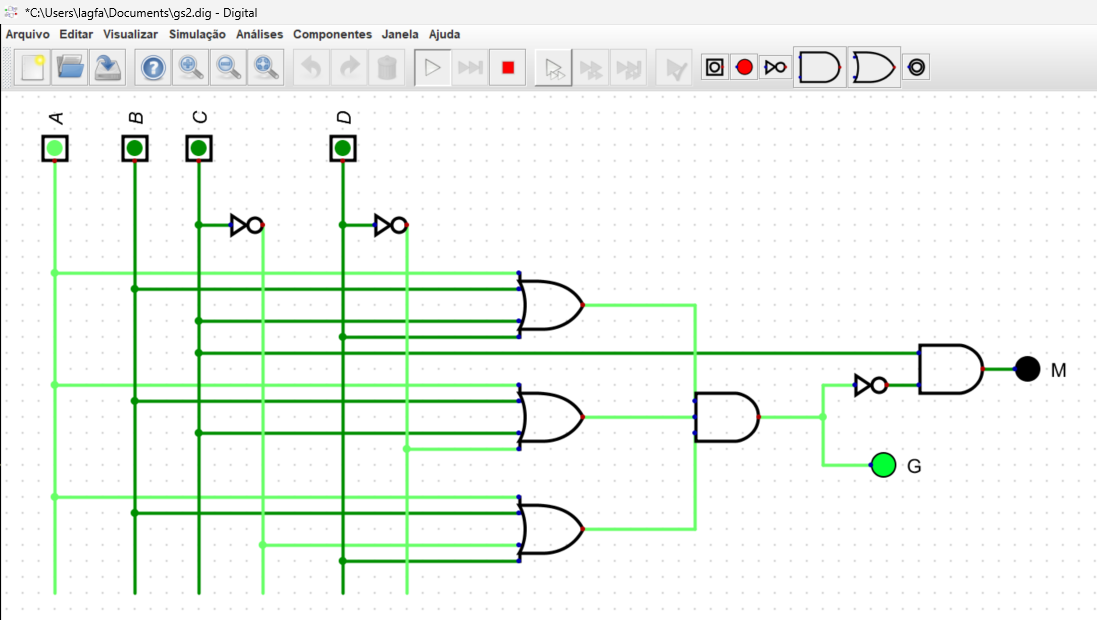 *C:\Users\lagfa\Documents\gs2.dig - Digital
Arquivo Editar Visualizar Simulação Análises Componentes Janela Ajuda
A B C D
M
G